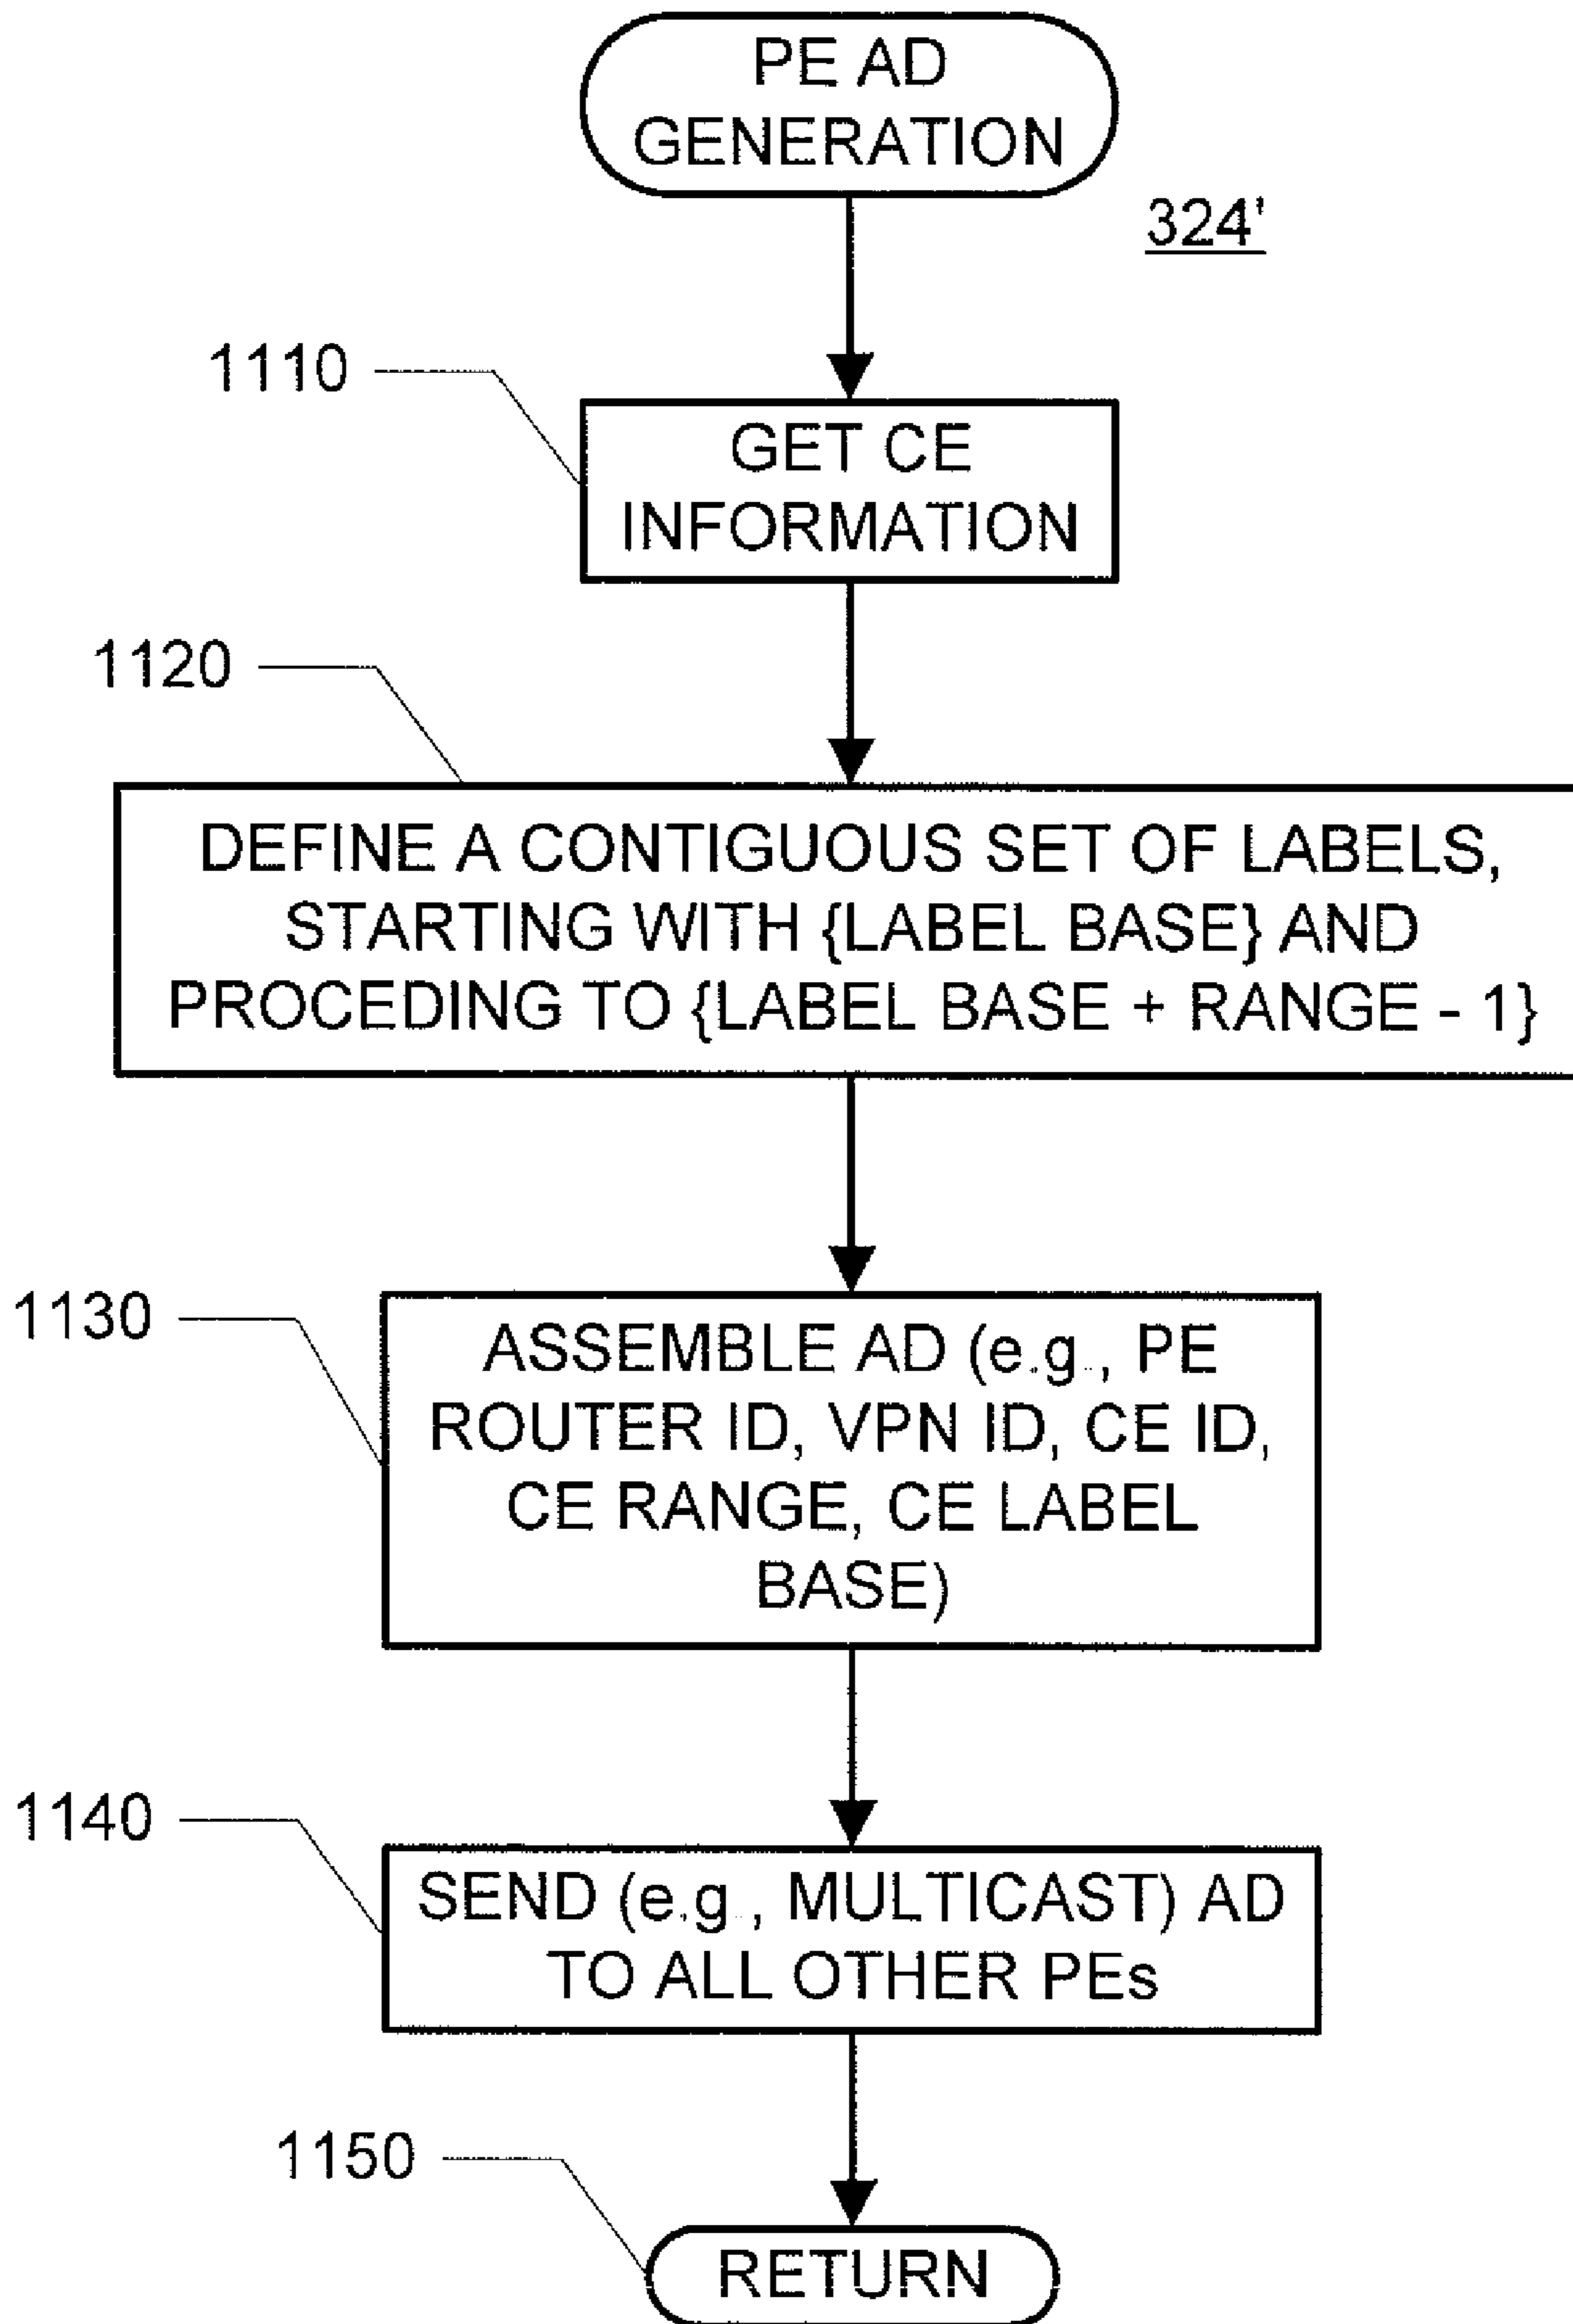 PE AD
GENERATION
324'
1110
GET CE
INFORMATION
1120
DEFINE A CONTIGUOUS SET OF LABELS,
STARTING WITH {LABEL BASE} AND
PROCEDING TO {LABEL BASE + RANGE - 1}
1130
ASSEMBLE AD (e.g., PE
ROUTER ID, VPN ID, CE ID,
CE RANGE, CE LABEL
BASE)
1140
SEND (e.g., MULTICAST) AD
TO ALL OTHER PEs
1150
RETURN